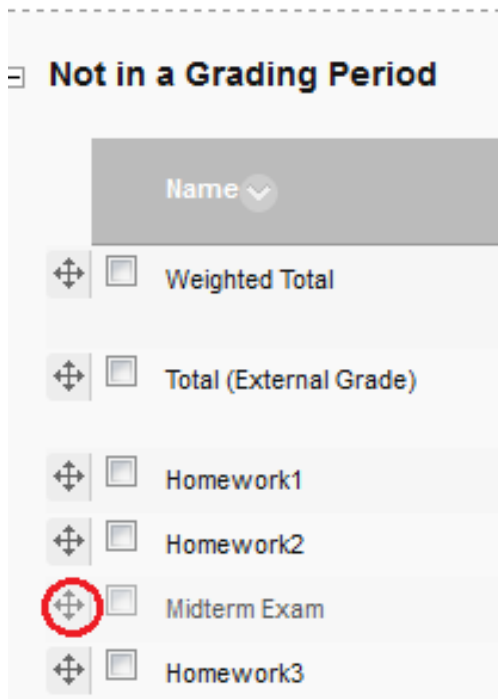 Not in a Grading Period
Name
Weighted Total
Total (External Grade)
Homework1
Homework2
Midterm Exam
Homework3